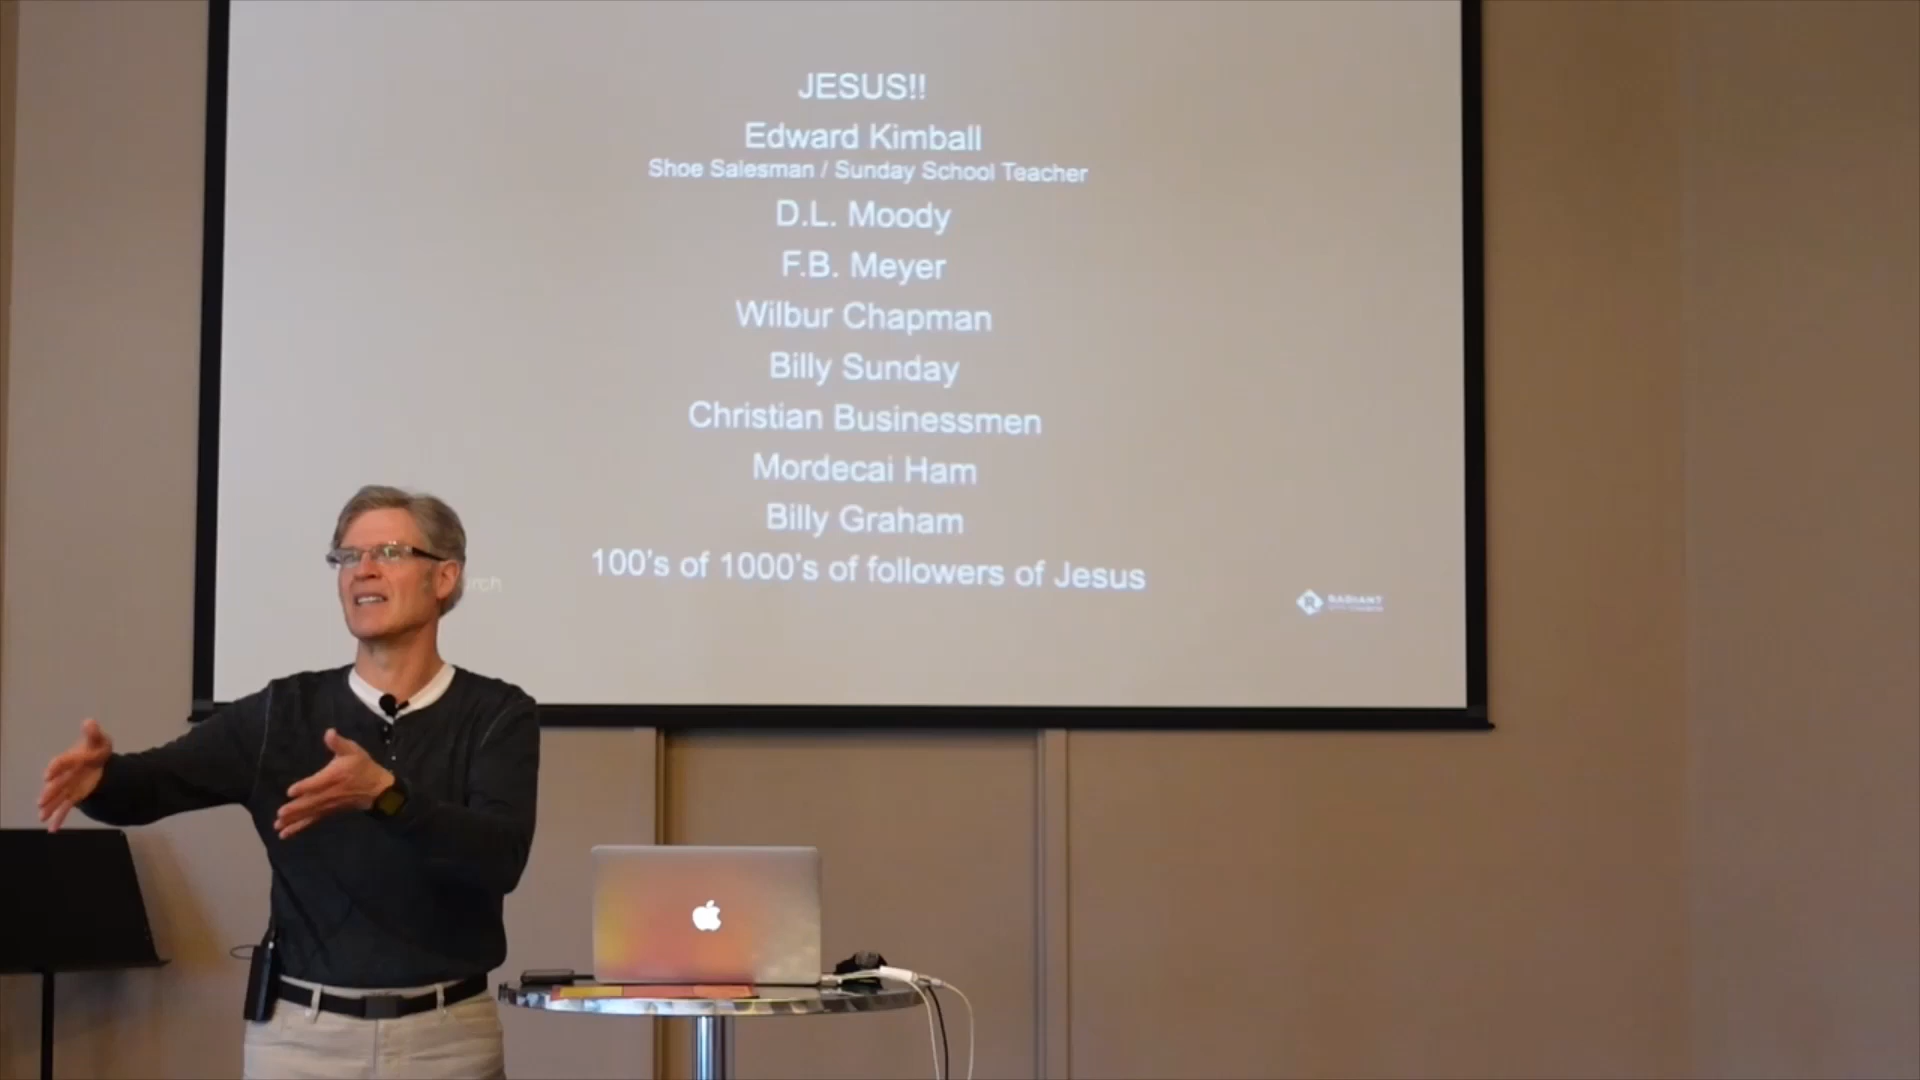 JESUS!!
Edward Kimball
Shoe Salesman / Sunday School Teacher
D.L. Moody
F.B. Meyer
Wilbur Chapman
Billy Sunday
Christian Businessmen
Mordecai Ham
Billy Graham
100's of 1000's of followers of Jesus
RADIANT